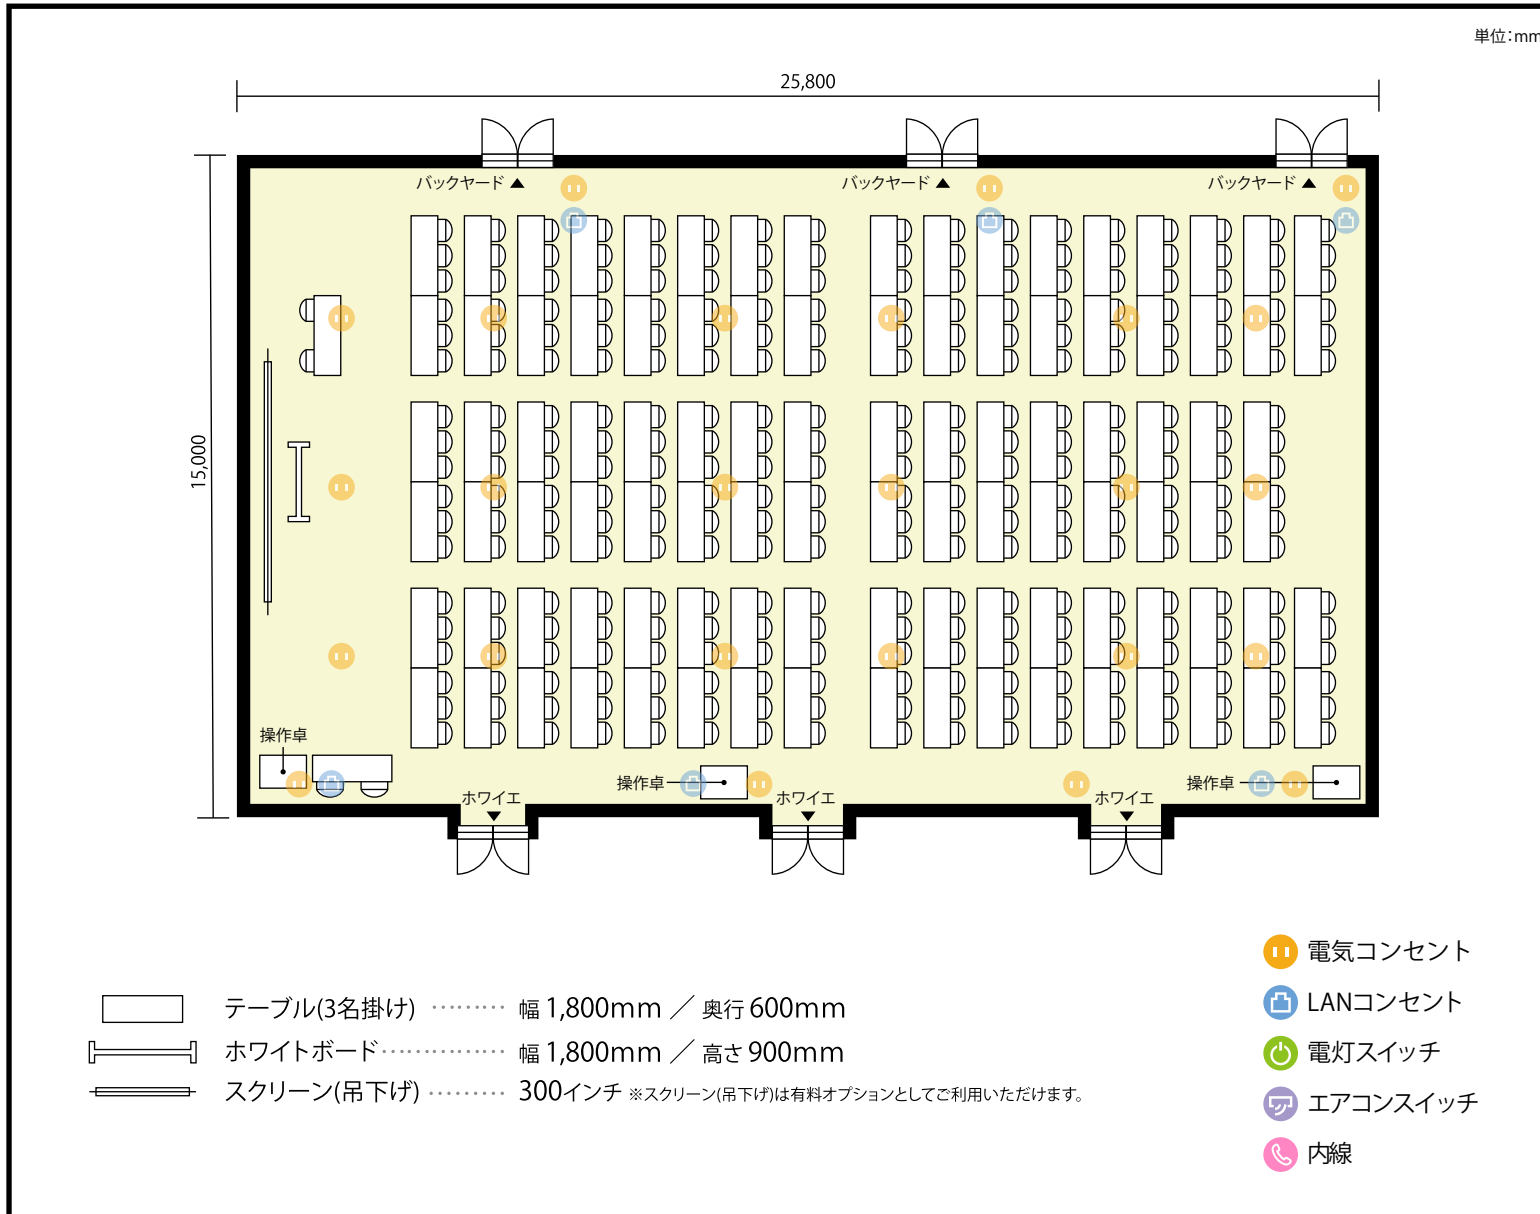 単位：mm
25,800
バックヤード ▲ バックヤード ▲ バックヤード ▲
15,000
操作卓
操作卓 操作卓
ホワイエ ホワイエ ホワイエ
▼ ▼ ▼
電気コンセント
LANコンセント
電灯スイッチ
エアコンスイッチ
内線
テーブル(3名掛け) ‥‥‥‥ 幅 1,800mm ／ 奥行 600mm
ホワイトボード‥‥‥‥‥‥ 幅 1,800mm ／ 高さ 900mm
スクリーン(吊下げ) ‥‥‥‥ 300インチ ※スクリーン(吊下げ)は有料オプションとしてご利用いただけます。